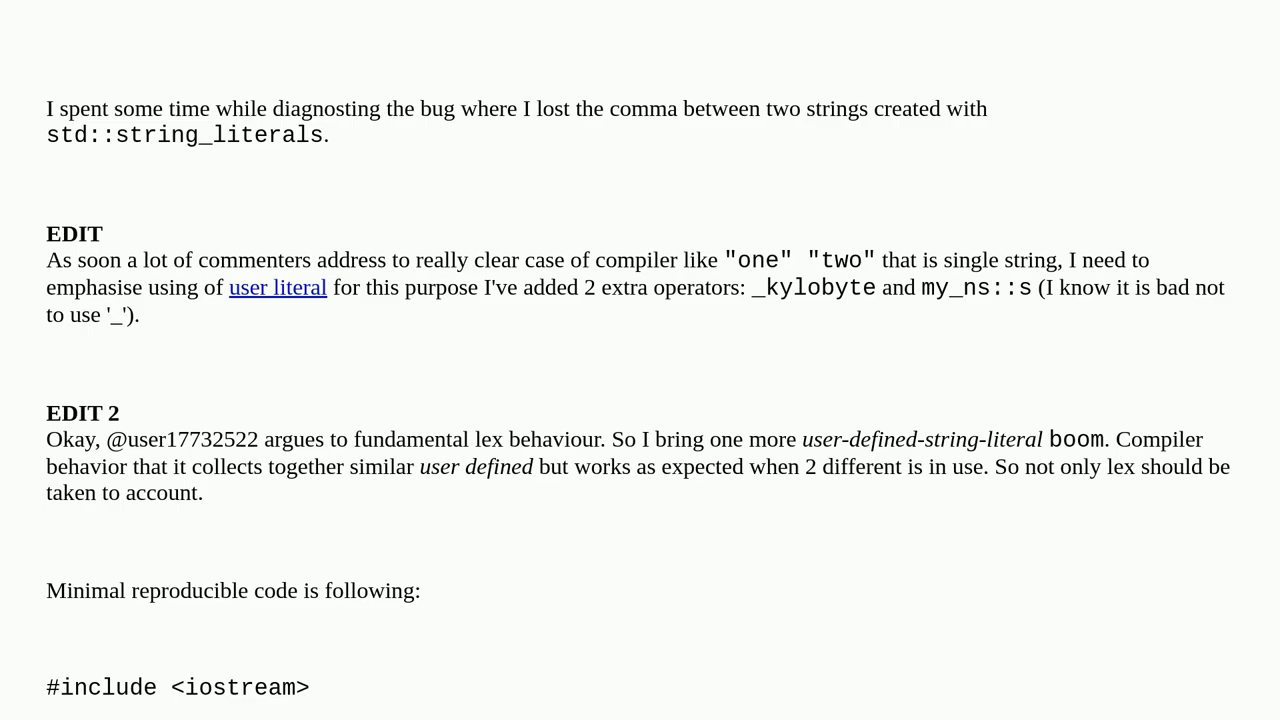 I spent some time while diagnosting the bug where I lost the comma between two strings created with
std::string_literals.
EDIT
As soon a lot of commenters address to really clear case of compiler like "one" "two" that is single string, I need to
emphasise using of user literal for this purpose I've added 2 extra operators: _kylobyte and my_ns::s (I know it is bad not
to use '_').
EDIT 2
Okay, @user17732522 argues to fundamental lex behaviour. So I bring one more user-defined-string-literal boom. Compiler
behavior that it collects together similar user defined but works as expected when 2 different is in use. So not only lex should be
taken to account.
Minimal reproducible code is following:
#include <iostream>